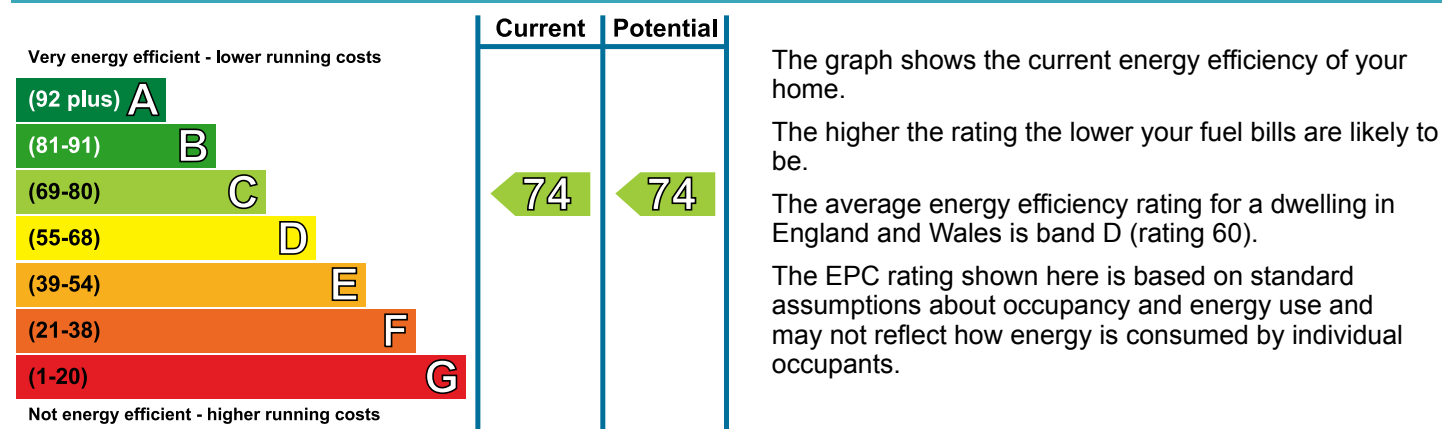 Current Potential
Very energy efficient - lower running costs
(92 plus) A
(81-91) B
(69-80) C
74 74
(55-68) D
(39-54) E
(21-38) F
(1-20) G
Not energy efficient - higher running costs
The graph shows the current energy efficiency of your
home.
The higher the rating the lower your fuel bills are likely to
be.
The average energy efficiency rating for a dwelling in
England and Wales is band D (rating 60).
The EPC rating shown here is based on standard
assumptions about occupancy and energy use and
may not reflect how energy is consumed by individual
occupants.